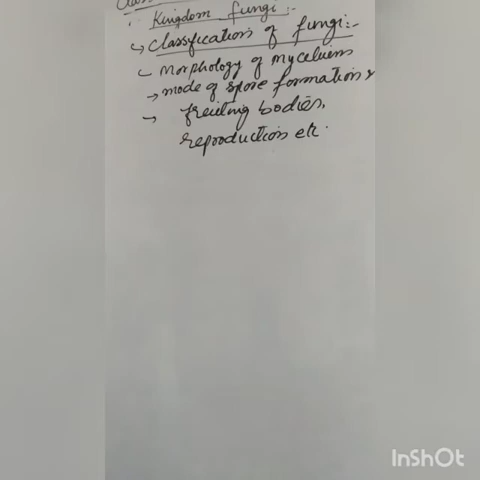 Kingdom fungi:-
→ Classification of fungi:-
- Morphology of mycelium
→ mode of spore formation &
→ fruiting bodies,
reproduction etc.
InShOt